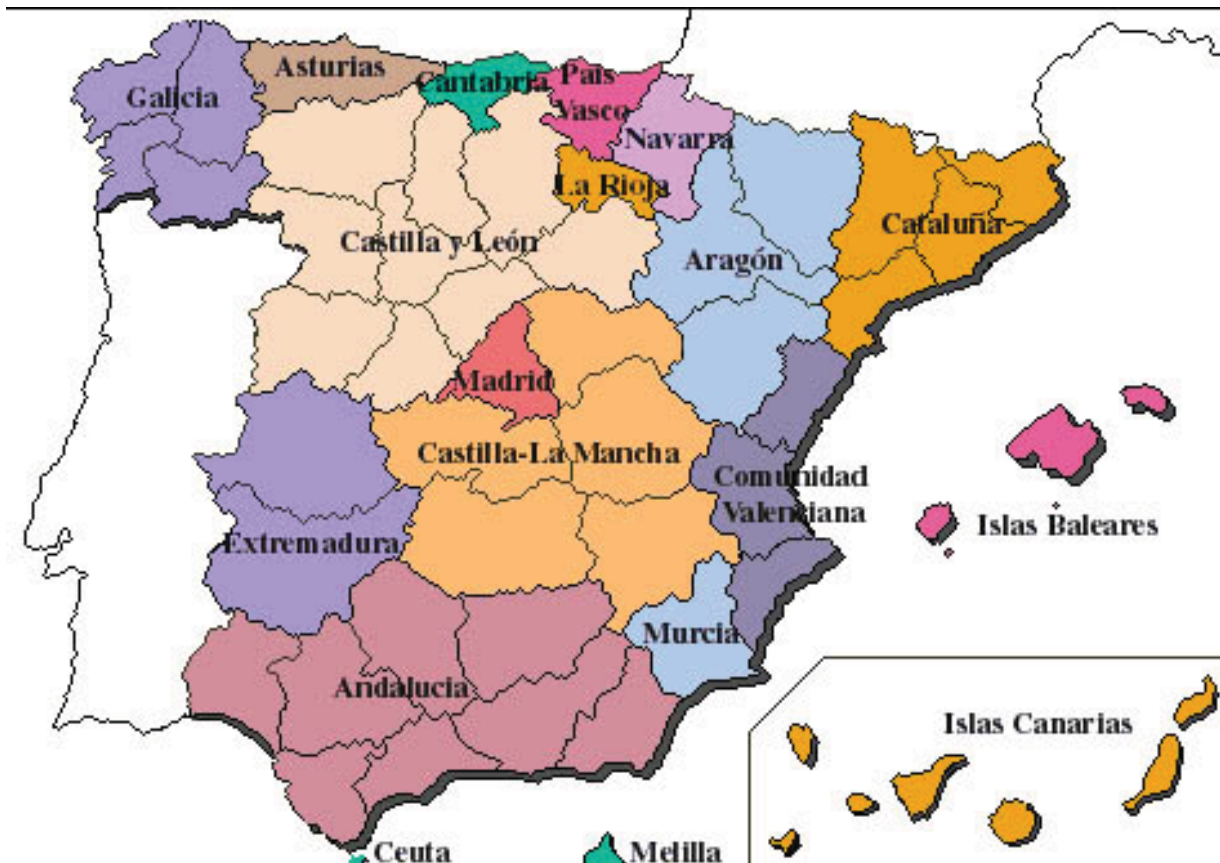 Asturias
Cantabria
País
Vasco
Galicia
Navarra
La Rioja
Cataluña
Castilla y León
Aragón
Madrid
Castilla-La Mancha
Comunidad
Valenciana
Islas Baleares
Extremadura
Murcia
Andalucia
Islas Canarias
Ceuta
Melilla